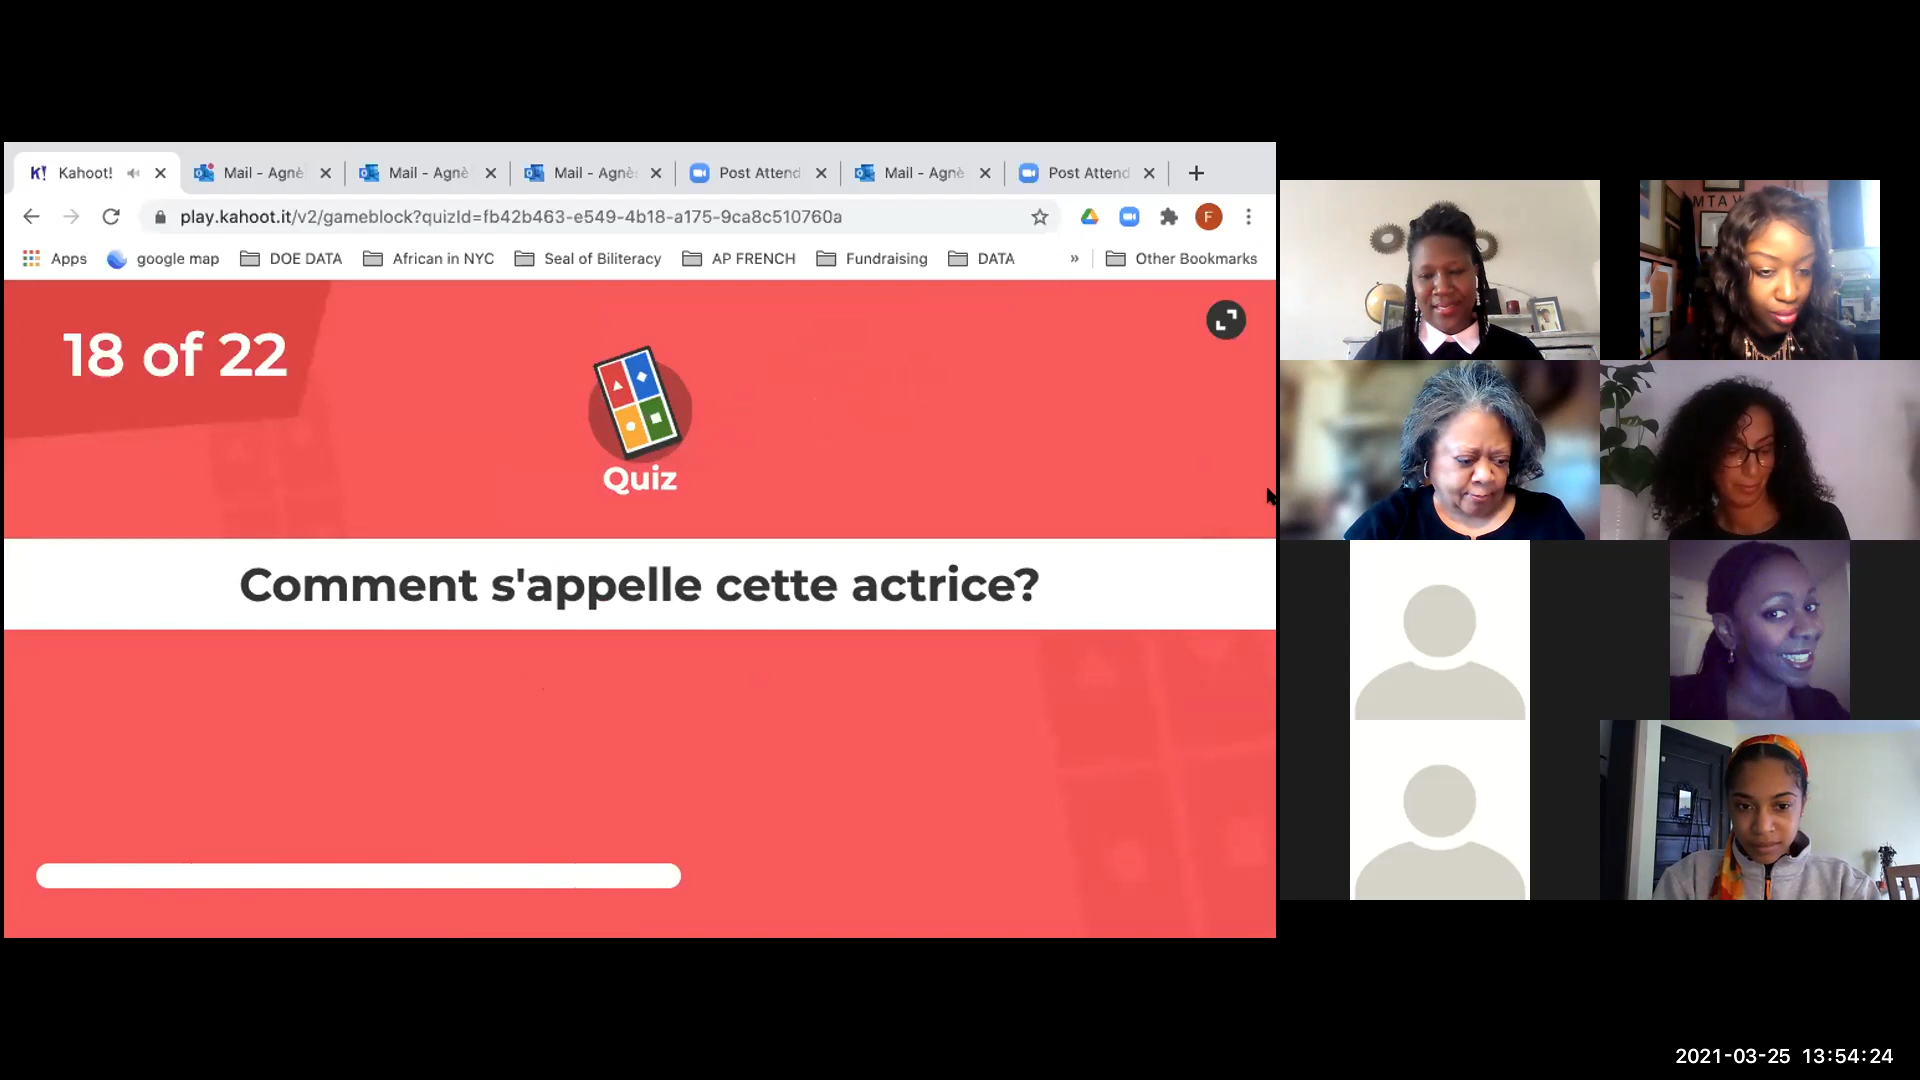 K! Kahoot!
Mail - Agnè
Mail - Agnè
Mail - Agnè
Post Attend
Mail - Agnè
Post Attend
play.kahoot.it/v2/gameblock?quizId=fb42b463-e549-4b18-a175-9ca8c510760a
F
Apps
google map
DOE DATA
African in NYC
Seal of Biliteracy
AP FRENCH
Fundraising
DATA
»
Other Bookmarks
18 of 22
Quiz
Comment s'appelle cette actrice?
MTA
2021-03-25 13:54:24